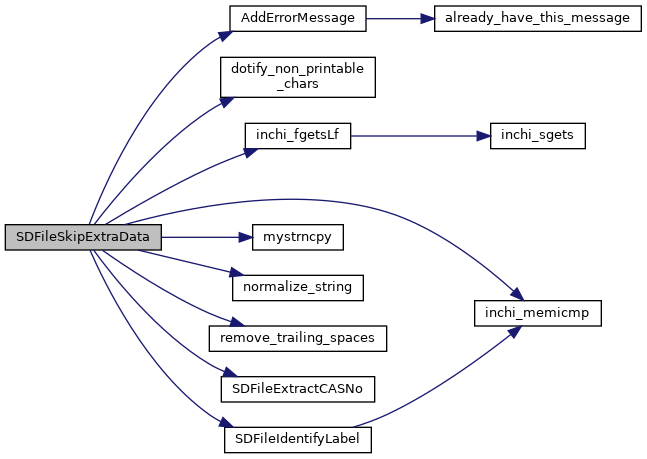 AddErrorMessage
already_have_this_message
dotify_non_printable
_chars
inchi_fgetsLf
inchi_sgets
SDFileSkipExtraData
mystrncpy
normalize_string
inchi_memicmp
remove_trailing_spaces
SDFileExtractCASNo
SDFileIdentifyLabel